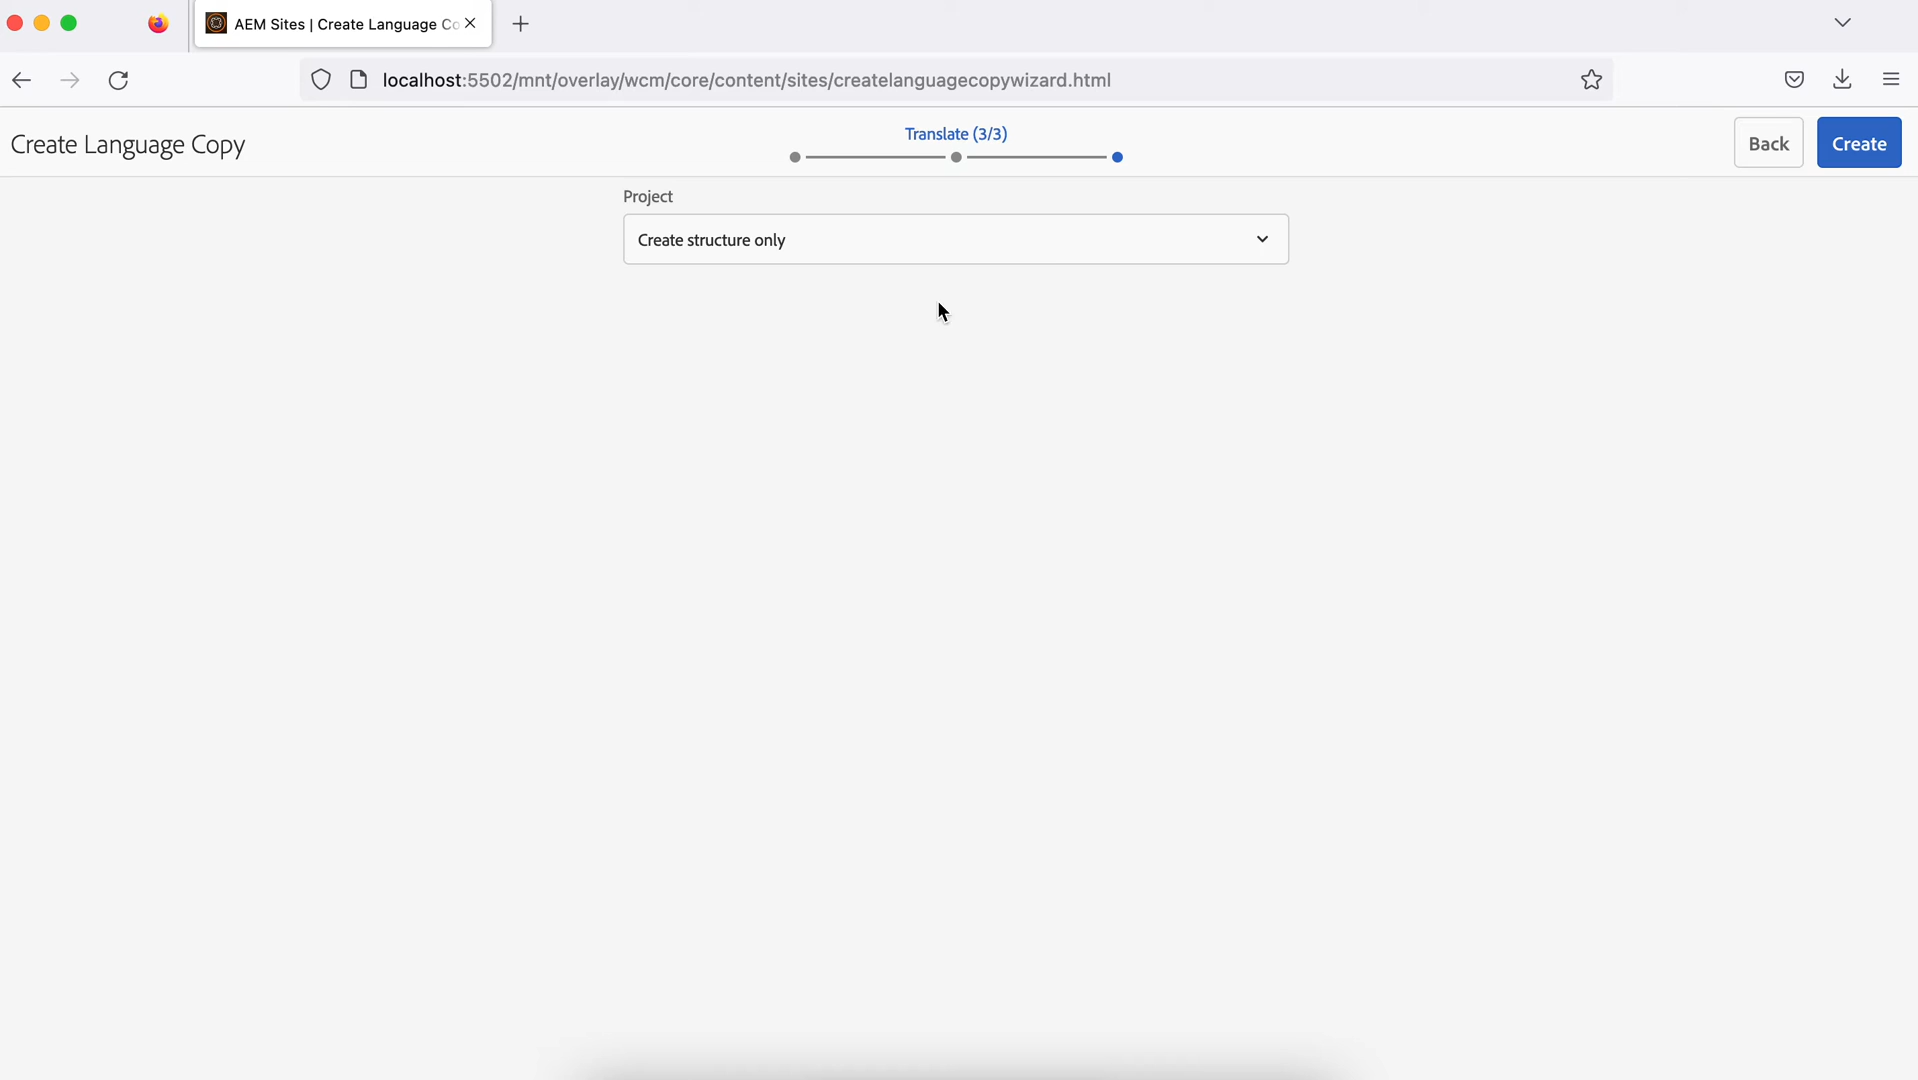 AEM Sites | Create Language Co
localhost:5502/mnt/overlay/wcm/core/content/sites/createlanguagecopywizard.html
Create Language Copy
Translate (3/3)
Back
Create
Project
Create structure only